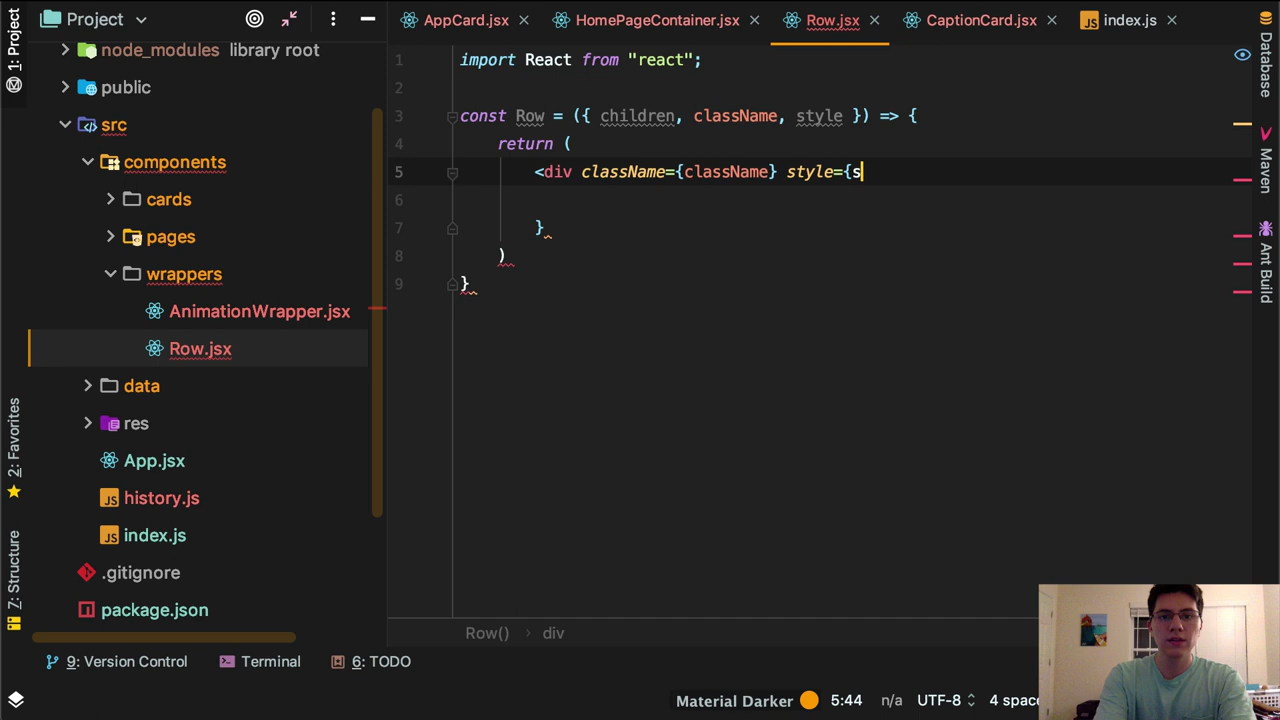 1: Project
Project
AppCard.jsx
HomePageContainer.jsx
Row.jsx
CaptionCard.jsx
index.js
node_modules library root
public
src
components
cards
pages
wrappers
AnimationWrapper.jsx
Row.jsx
data
res
App.jsx
history.js
index.js
.gitignore
package.json
1 import React from "react";
2
3 const Row = ({ children, className, style }) => {
4 return (
5 <div className={className} style={s
6
7 }
8 )
9 }
Database
Maven
Ant Build
2: Favorites
7: Structure
Row() › div
9: Version Control
Terminal
6: TODO
Material Darker
5:44
n/a
UTF-8
4 spac